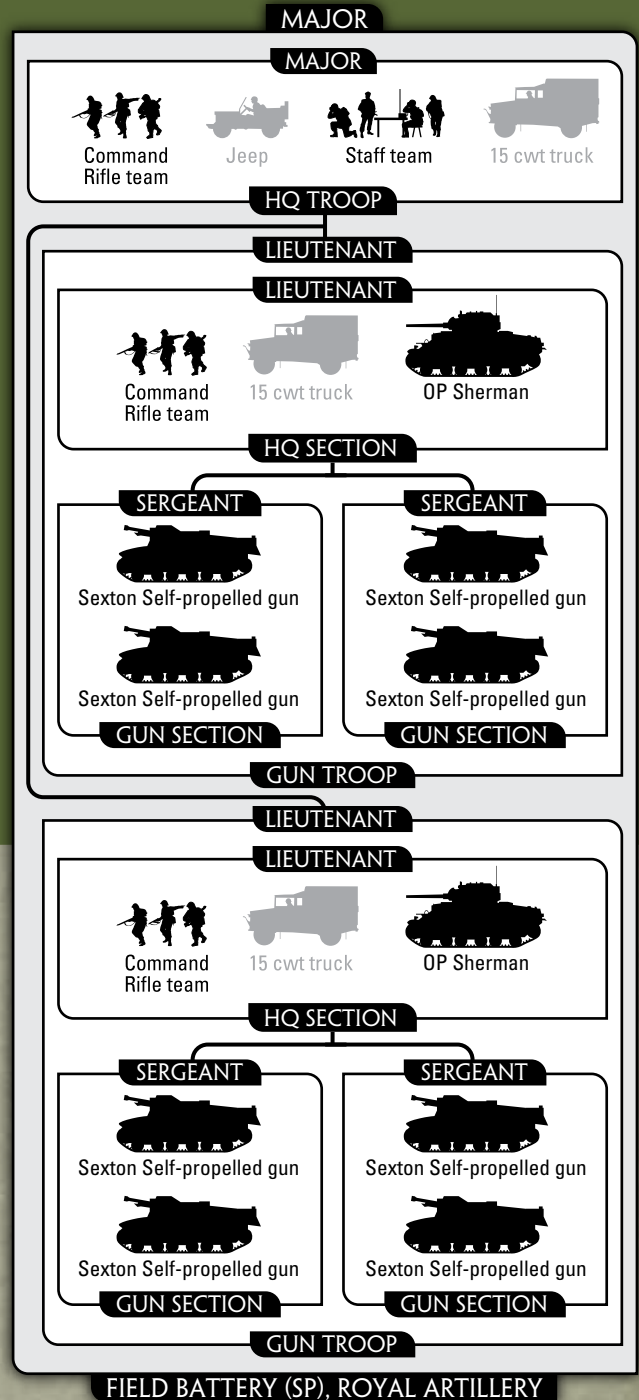 MAJOR
MAJOR
Command
Rifle team
Jeep
Staff team
15 cwt truck
HQ TROOP
LIEUTENANT
LIEUTENANT
Command
Rifle team
15 cwt truck
OP Sherman
HQ SECTION
SERGEANT
Sexton Self-propelled gun
Sexton Self-propelled gun
GUN SECTION
SERGEANT
Sexton Self-propelled gun
Sexton Self-propelled gun
GUN SECTION
GUN TROOP
LIEUTENANT
LIEUTENANT
Command
Rifle team
15 cwt truck
OP Sherman
HQ SECTION
SERGEANT
Sexton Self-propelled gun
Sexton Self-propelled gun
GUN SECTION
SERGEANT
Sexton Self-propelled gun
Sexton Self-propelled gun
GUN SECTION
GUN TROOP
FIELD BATTERY (SP), ROYAL ARTILLERY